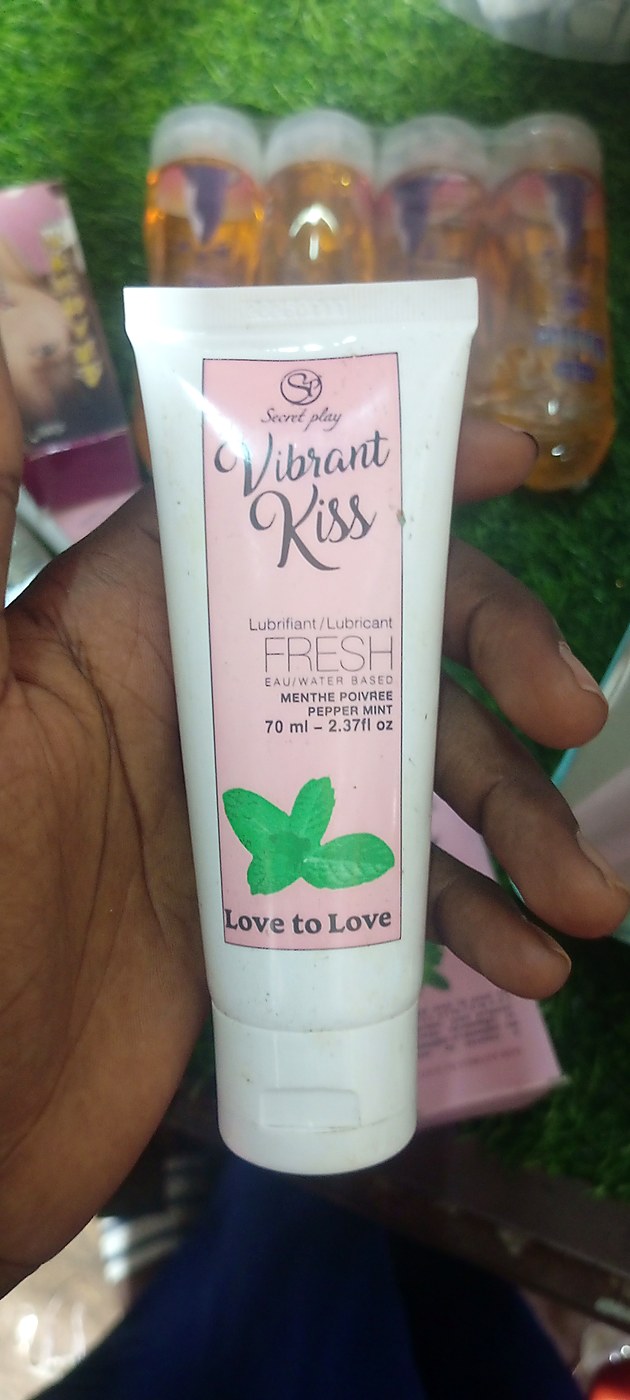 SP
Secret play
Vibrant
Kiss
Lubrifiant / Lubricant
FRESH
EAU/WATER BASED
MENTHE POIVREE
PEPPER MINT
70 ml – 2.37fl oz
Love to Love